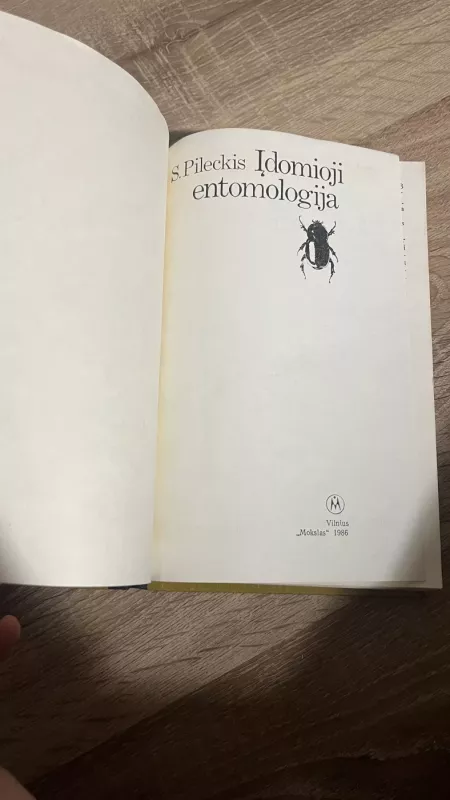 S. Pileckis Įdomioji
entomologija
Vilnius
„Mokslas“ 1986